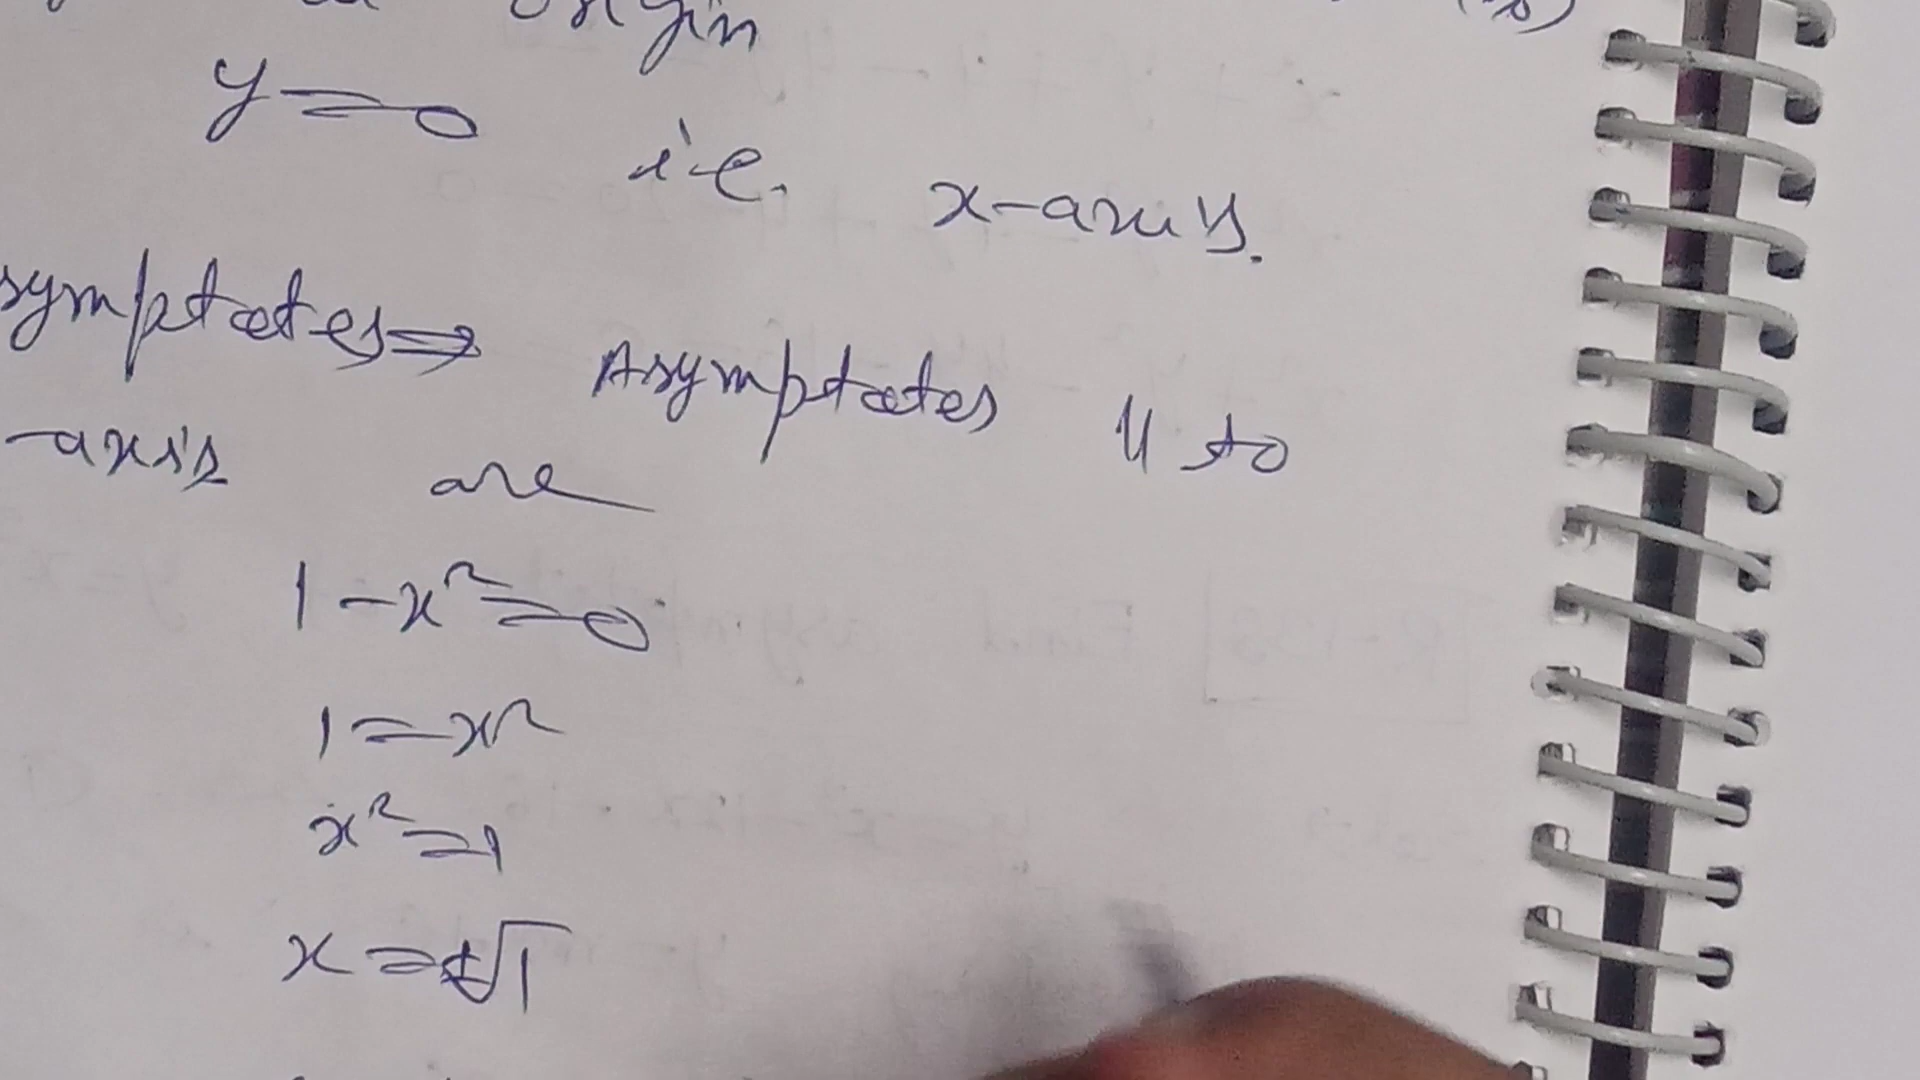 origin
y=0 i.e. x-axis.
symptotes⇒ Asymptotes || to
-axis are
1-x²=0
1=x²
x²=1
x=±√1